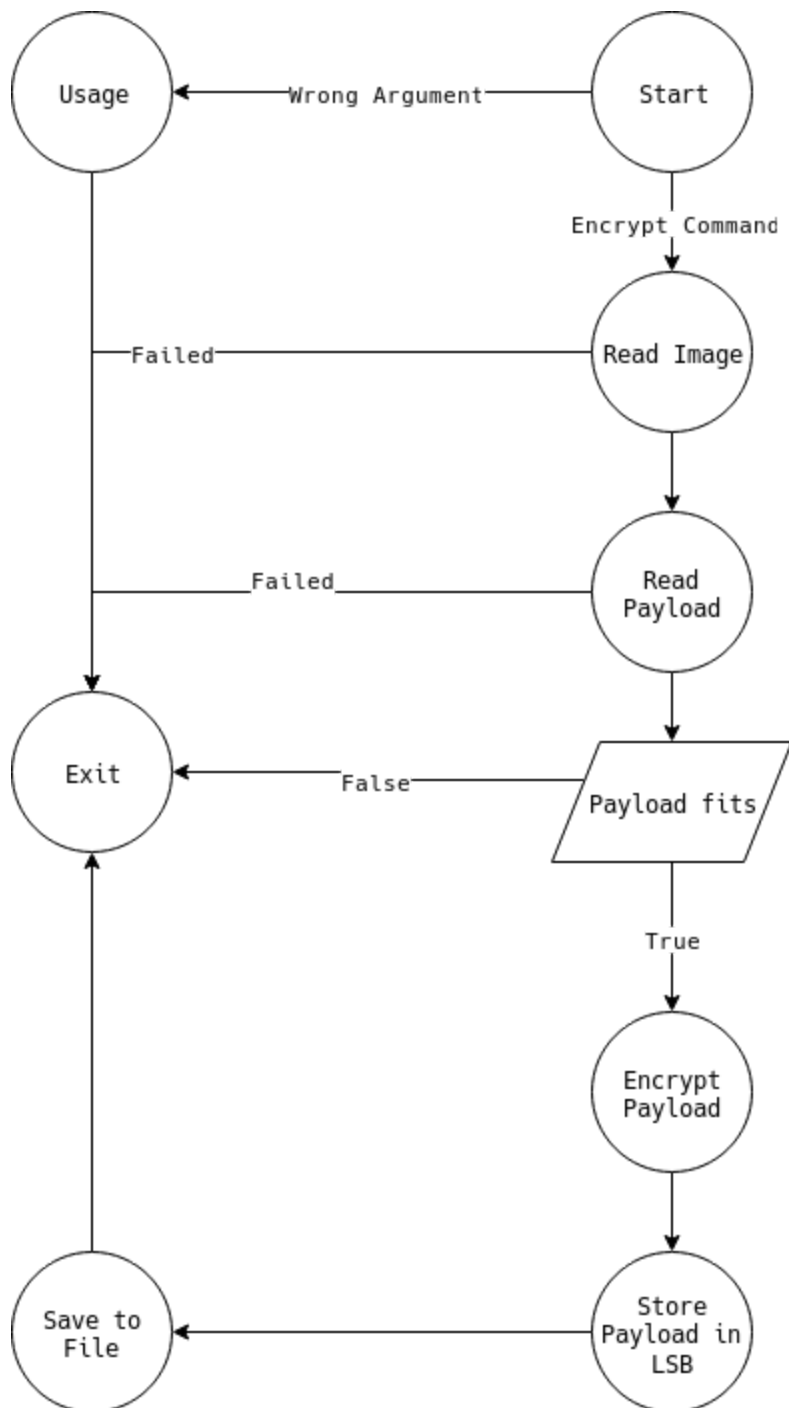 Usage
Wrong Argument
Start
Encrypt Command
Failed
Read Image
Failed
Read
Payload
Exit
False
Payload fits
True
Encrypt
Payload
Save to
File
Store
Payload in
LSB